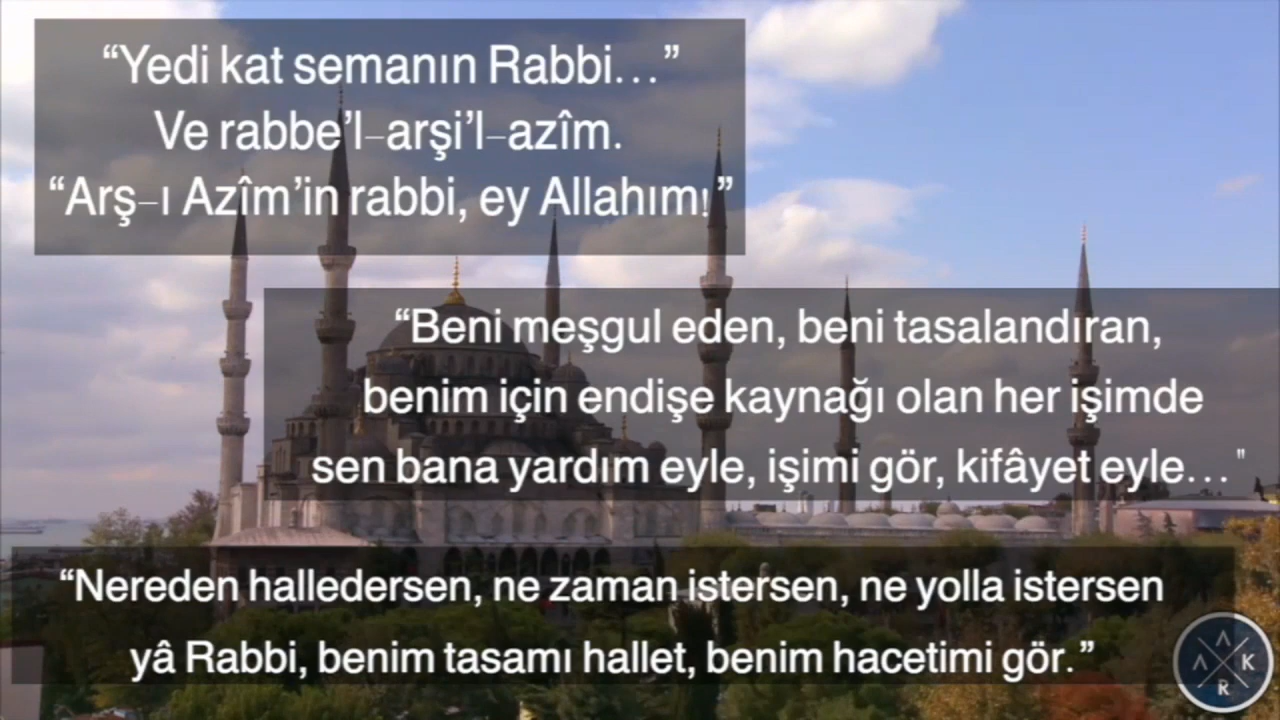 “Yedi kat semanın Rabbi...”
Ve rabbe’l-arşi’l-azîm.
“Arş-ı Azîm’in rabbi, ey Allahım!”
“Beni meşgul eden, beni tasalandıran,
benim için endişe kaynağı olan her işimde
sen bana yardım eyle, işimi gör, kifâyet eyle..."
“Nereden halledersen, ne zaman istersen, ne yolla istersen
yâ Rabbi, benim tasamı hallet, benim hacetimi gör.”
A
A K
R